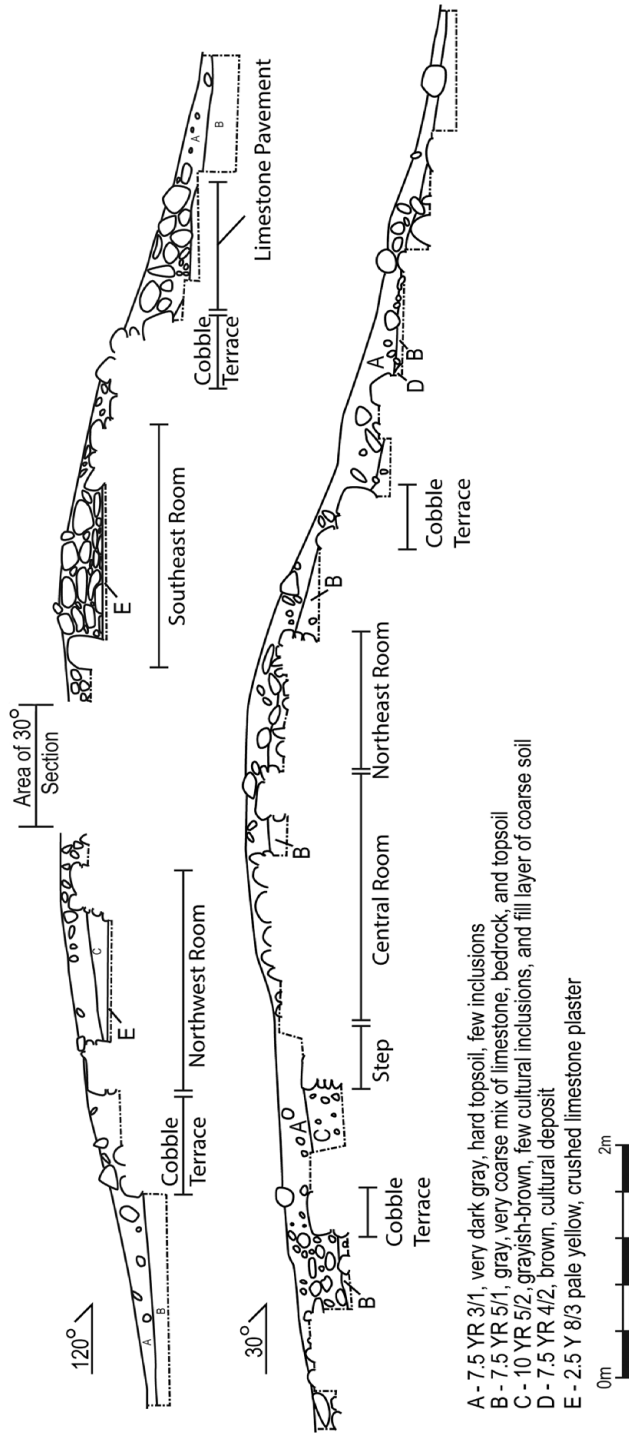 120°
A
B
Cobble
Terrace
Northwest Room
E
C
Area of 30°
Section
Southeast Room
E
Cobble
Terrace
Limestone Pavement
A
B
30°
B
Cobble
Terrace
A
C
Step
Central Room
B
Northeast Room
B
Cobble
Terrace
A
D
B
A - 7.5 YR 3/1, very dark gray, hard topsoil, few inclusions
B - 7.5 YR 5/1, gray, very coarse mix of limestone, bedrock, and topsoil
C - 10 YR 5/2, grayish-brown, few cultural inclusions, and fill layer of coarse soil
D - 7.5 YR 4/2, brown, cultural deposit
E - 2.5 Y 8/3 pale yellow, crushed limestone plaster
0m 2m